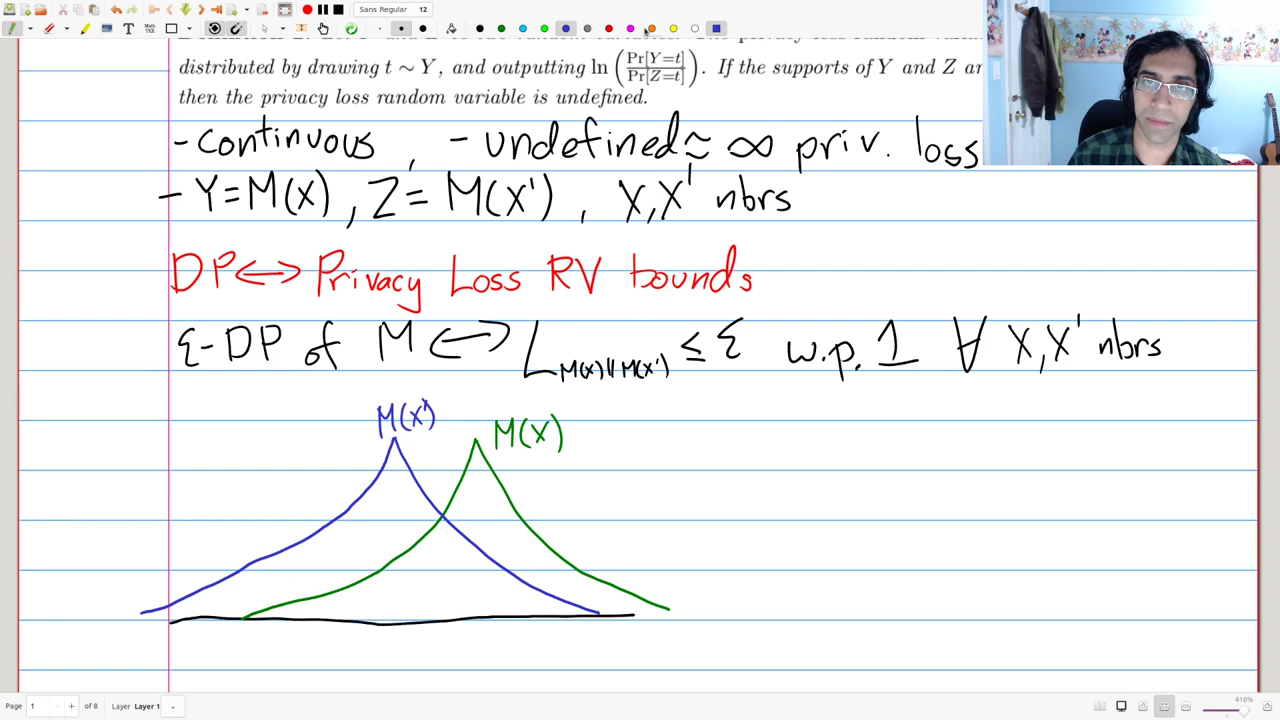 Sans Regular 12
distributed by drawing t ∼ Y, and outputting ln (Pr[Y=t] / Pr[Z=t]). If the supports of Y and Z
then the privacy loss random variable is undefined.
- continuous , - undefined ≈ ∞ priv. loss
- Y = M(X), Z = M(X'), X,X' nbrs
DP ↔ Privacy Loss RV bounds
ε-DP of M ↔ L M(X)||M(X') ≤ ε w.p. 1 ∀ X,X' nbrs
M(X') M(X)
Page 1 of 8 Layer Layer 1 416%